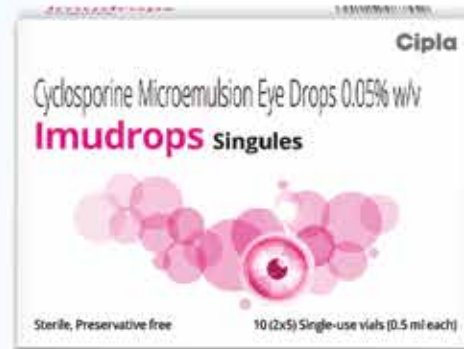 Imudrops
Cipla
Cyclosporine Microemulsion Eye Drops 0.05% w/v
Imudrops Singules
Sterile, Preservative free
10 (2x5) Single-use vials (0.5 ml each)